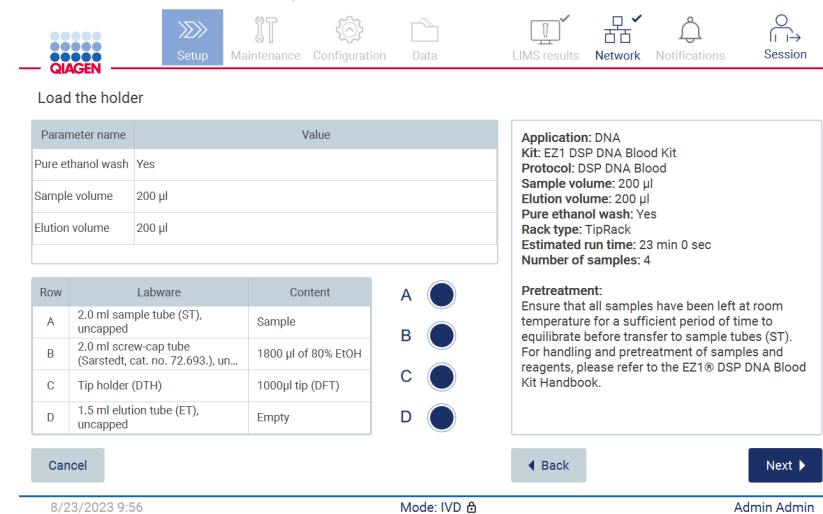 Setup
Maintenance
Configuration
Data
LIMS results
Network
Notifications
Session
QIAGEN
Load the holder
Parameter name Value
Pure ethanol wash Yes
Sample volume 200 µl
Elution volume 200 µl
Application: DNA
Kit: EZ1 DSP DNA Blood Kit
Protocol: DSP DNA Blood
Sample volume: 200 µl
Elution volume: 200 µl
Pure ethanol wash: Yes
Rack type: TipRack
Estimated run time: 23 min 0 sec
Number of samples: 4
Pretreatment:
Ensure that all samples have been left at room
temperature for a sufficient period of time to
equilibrate before transfer to sample tubes (ST).
For handling and pretreatment of samples and
reagents, please refer to the EZ1® DSP DNA Blood
Kit Handbook.
Row Labware Content
A 2.0 ml sample tube (ST), Sample
uncapped
B 2.0 ml screw-cap tube 1800 µl of 80% EtOH
(Sarstedt, cat. no. 72.693.), un...
C Tip holder (DTH) 1000µl tip (DFT)
D 1.5 ml elution tube (ET), Empty
uncapped
A
B
C
D
Cancel
Back
Next
8/23/2023 9:56
Mode: IVD
Admin Admin